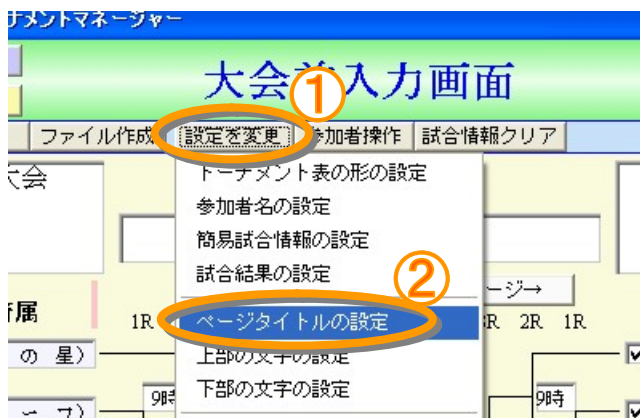 ナメントマネージャー
①
大会前入力画面
ファイル作成 設定を変更 参加者操作 試合情報クリア
大会
トーナメント表の形の設定
参加者名の設定
簡易試合情報の設定
試合結果の設定
②
ージ→
所属
1R
ページタイトルの設定
3R 2R 1R
の 星)
上部の文字の設定
下部の文字の設定
9時
9時